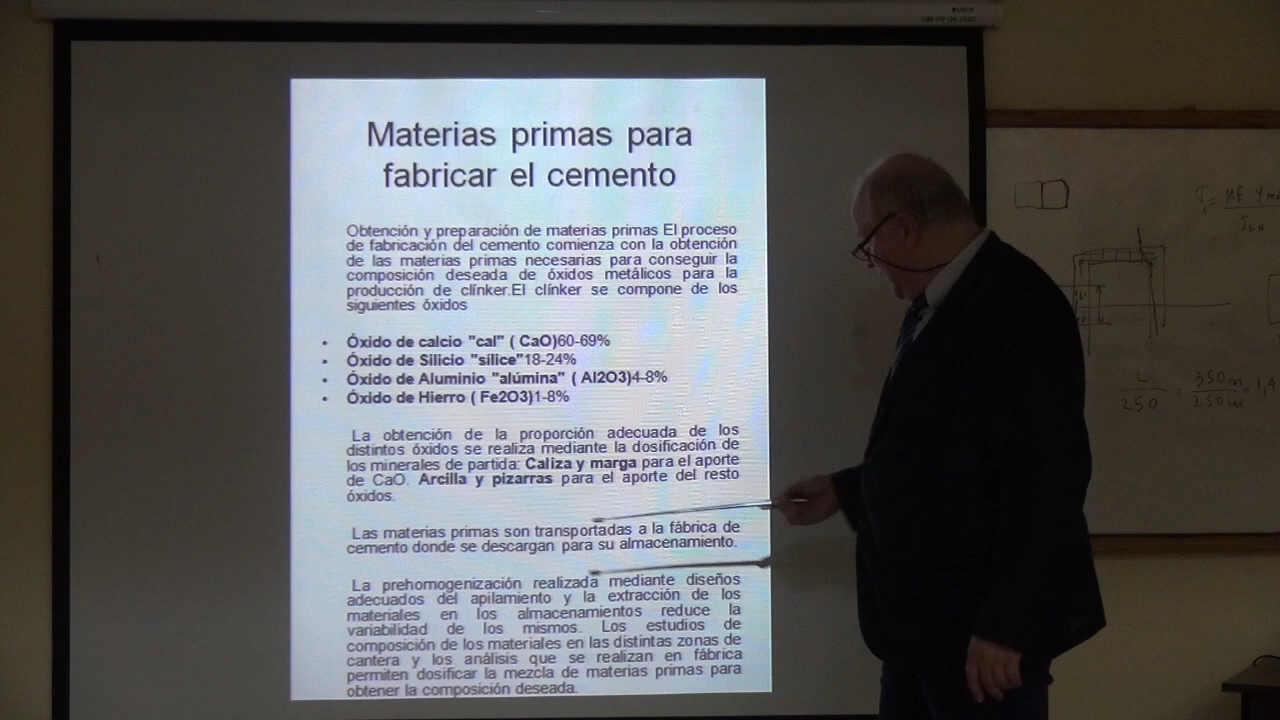 Materias primas para
fabricar el cemento
Obtención y preparación de materias primas El proceso
de fabricación del cemento comienza con la obtención
de las materias primas necesarias para conseguir la
composición deseada de óxidos metálicos para la
producción de clínker.El clínker se compone de los
siguientes óxidos
• Óxido de calcio "cal" ( CaO)60-69%
• Óxido de Silicio "sílice"18-24%
• Óxido de Aluminio "alúmina" ( Al2O3)4-8%
• Óxido de Hierro ( Fe2O3)1-8%
La obtención de la proporción adecuada de los
distintos óxidos se realiza mediante la dosificación de
los minerales de partida: Caliza y marga para el aporte
de CaO. Arcilla y pizarras para el aporte del resto
óxidos.
Las materias primas son transportadas a la fábrica de
cemento donde se descargan para su almacenamiento.
La prehomogenización realizada mediante diseños
adecuados del apilamiento y la extracción de los
materiales en los almacenamientos reduce la
variabilidad de los mismos. Los estudios de
composición de los materiales en las distintas zonas de
cantera y los análisis que se realizan en fábrica
permiten dosificar la mezcla de materias primas para
obtener la composición deseada.
L
250
=
350
250
= 1,4